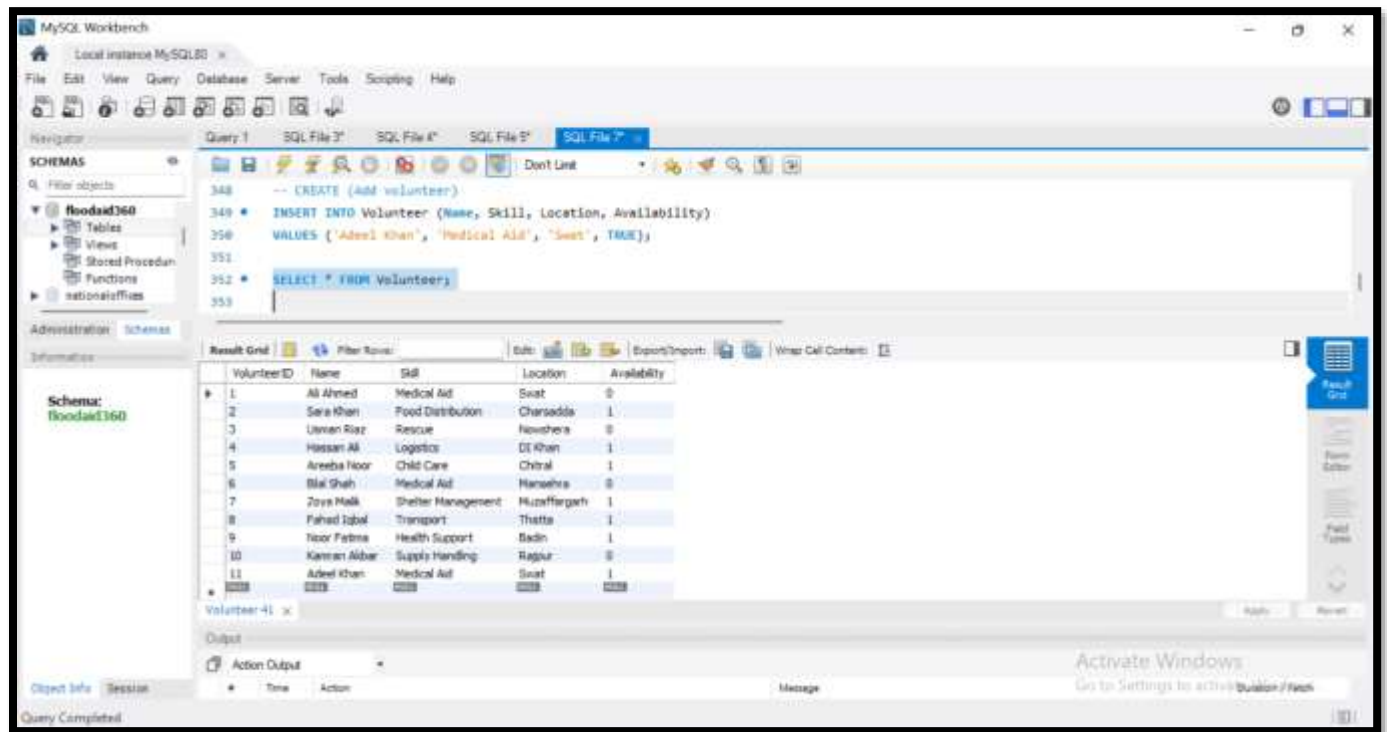 MySQL Workbench
Local instance MySQL80 ×
File Edit View Query Database Server Tools Scripting Help
Navigator
Query 1 SQL File 3* SQL File 4* SQL File 5* SQL File 7* ×
SCHEMAS
Filter objects
floodaid360
Tables
Views
Stored Procedur
Functions
nationaloffices
Administration Schemas
Information
Schema:
floodaid360
Object Info Session
Don't Limit
348 -- CREATE (Add volunteer)
349 INSERT INTO Volunteer (Name, Skill, Location, Availability)
350 VALUES ('Adeel Khan', 'Medical Aid', 'Swat', TRUE);
351
352 SELECT * FROM Volunteer;
353
Result Grid Filter Rows: Edit: Export/Import: Wrap Cell Content:
VolunteerID Name Skill Location Availability
1 Ali Ahmed Medical Aid Swat 0
2 Sara Khan Food Distribution Charsadda 1
3 Usman Riaz Rescue Nowshera 0
4 Hassan Ali Logistics DI Khan 1
5 Areeba Noor Child Care Chitral 1
6 Bilal Shah Medical Aid Mansehra 0
7 Zoya Malik Shelter Management Muzaffargarh 1
8 Fahad Iqbal Transport Thatta 1
9 Noor Fatima Health Support Badin 1
10 Kamran Akbar Supply Handling 0
11 Adeel Khan Medical Aid Swat 1
NULL NULL NULL NULL NULL
Result Grid
Form Editor
Field Types
Volunteer 41 ×
Apply Revert
Output
Action Output
# Time Action Message Duration / Fetch
Activate Windows
Go to Settings to
Query Completed